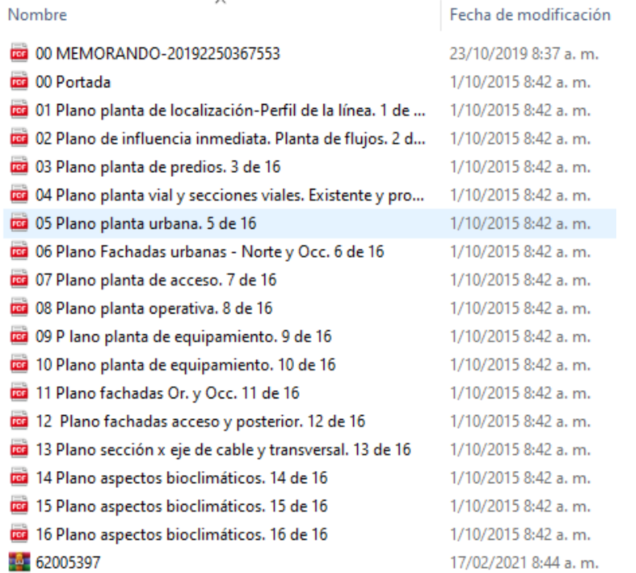 Nombre Fecha de modificación
00 MEMORANDO-20192250367553 23/10/2019 8:37 a. m.
00 Portada 1/10/2015 8:42 a. m.
01 Plano planta de localización-Perfil de la línea. 1 de ... 1/10/2015 8:42 a. m.
02 Plano de influencia inmediata. Planta de flujos. 2 d... 1/10/2015 8:42 a. m.
03 Plano planta de predios. 3 de 16 1/10/2015 8:42 a. m.
04 Plano planta vial y secciones viales. Existente y pro... 1/10/2015 8:42 a. m.
05 Plano planta urbana. 5 de 16 1/10/2015 8:42 a. m.
06 Plano Fachadas urbanas - Norte y Occ. 6 de 16 1/10/2015 8:42 a. m.
07 Plano planta de acceso. 7 de 16 1/10/2015 8:42 a. m.
08 Plano planta operativa. 8 de 16 1/10/2015 8:42 a. m.
09 P lano planta de equipamiento. 9 de 16 1/10/2015 8:42 a. m.
10 Plano planta de equipamiento. 10 de 16 1/10/2015 8:42 a. m.
11 Plano fachadas Or. y Occ. 11 de 16 1/10/2015 8:42 a. m.
12  Plano fachadas acceso y posterior. 12 de 16 1/10/2015 8:42 a. m.
13 Plano sección x eje de cable y transversal. 13 de 16 1/10/2015 8:42 a. m.
14 Plano aspectos bioclimáticos. 14 de 16 1/10/2015 8:42 a. m.
15 Plano aspectos bioclimáticos. 15 de 16 1/10/2015 8:42 a. m.
16 Plano aspectos bioclimáticos. 16 de 16 1/10/2015 8:42 a. m.
62005397 17/02/2021 8:44 a. m.